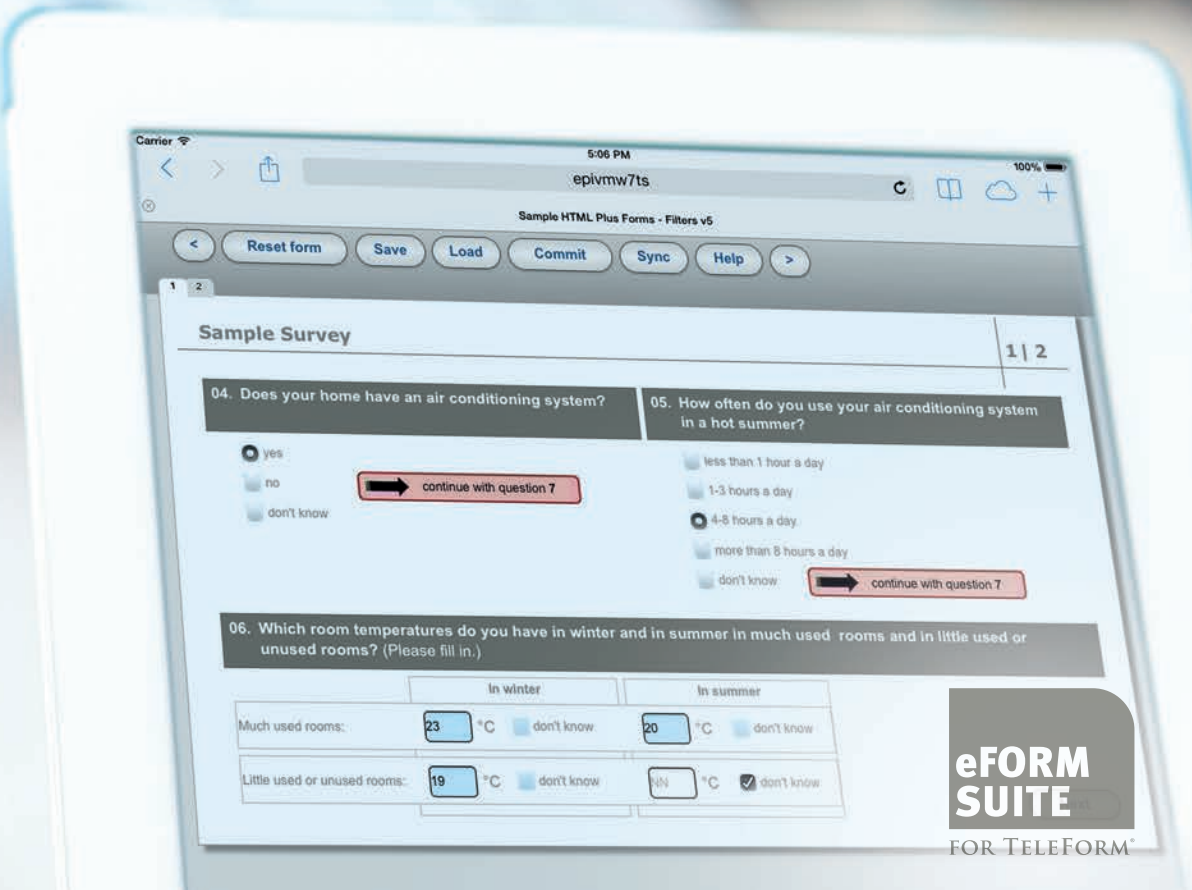 Carrier
5:06 PM
100%
epivmw7ts
Sample HTML Plus Forms - Filters v5
< Reset form Save Load Commit Sync Help >
1 2
Sample Survey
1 | 2
04. Does your home have an air conditioning system?
yes
no
continue with question 7
don't know
05. How often do you use your air conditioning system
in a hot summer?
less than 1 hour a day
1-3 hours a day
4-8 hours a day
more than 8 hours a day
don't know
continue with question 7
06. Which room temperatures do you have in winter and in summer in much used rooms and in little used or
unused rooms? (Please fill in.)
In winter In summer
Much used rooms: 23 °C don't know 20 °C don't know
Little used or unused rooms: 19 °C don't know NN °C don't know
eFORM
SUITE
FOR TELEFORM®